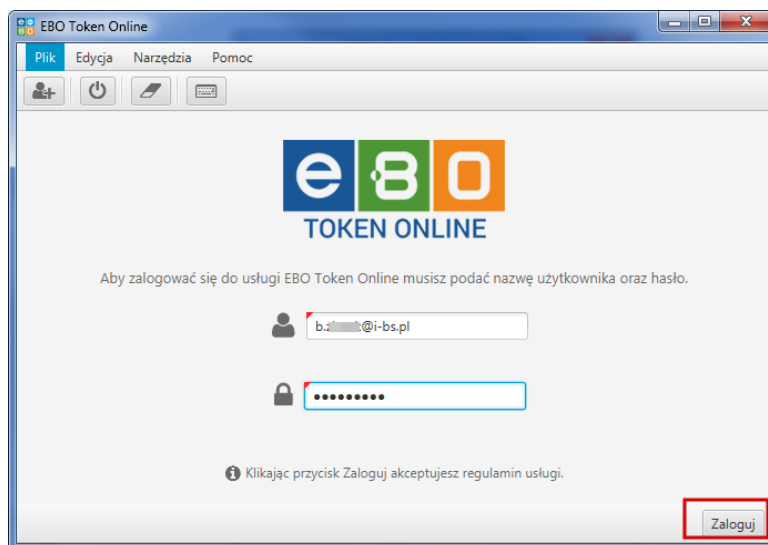 EBO Token Online
Plik Edycja Narzędzia Pomoc
eBO
TOKEN ONLINE
Aby zalogować się do usługi EBO Token Online musisz podać nazwę użytkownika oraz hasło.
@i-bs.pl
•••••••••
Klikając przycisk Zaloguj akceptujesz regulamin usługi.
Zaloguj